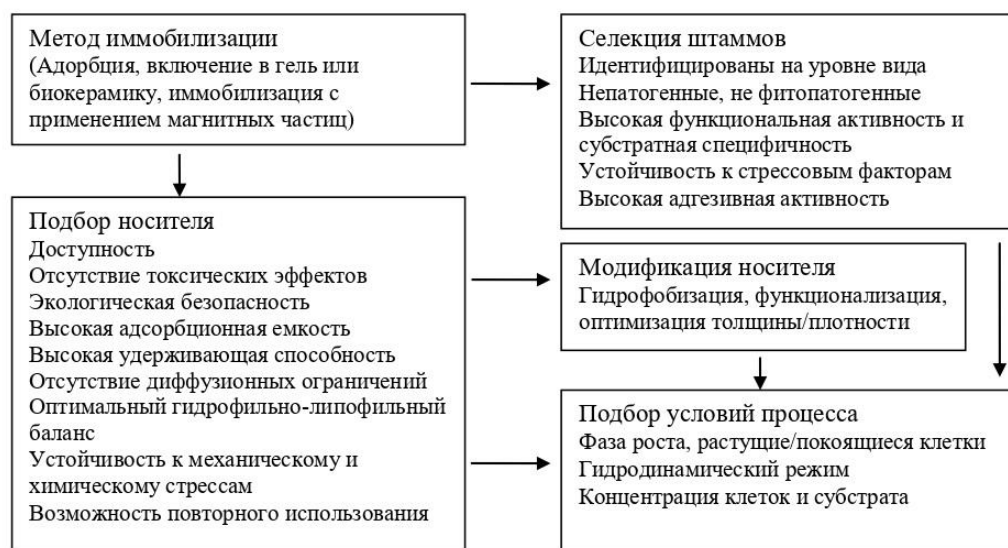 Метод иммобилизации
(Адорбция, включение в гель или
биокерамику, иммобилизация с
применением магнитных частиц)
Селекция штаммов
Идентифицированы на уровне вида
Непатогенные, не фитопатогенные
Высокая функциональная активность и
субстратная специфичность
Устойчивость к стрессовым факторам
Высокая адгезивная активность
Подбор носителя
Доступность
Отсутствие токсических эффектов
Экологическая безопасность
Высокая адсорбционная емкость
Высокая удерживающая способность
Отсутствие диффузионных ограничений
Оптимальный гидрофильно-липофильный
баланс
Устойчивость к механическому и
химическому стрессам
Возможность повторного использования
Модификация носителя
Гидрофобизация, функционализация,
оптимизация толщины/плотности
Подбор условий процесса
Фаза роста, растущие/покоящиеся клетки
Гидродинамический режим
Концентрация клеток и субстрата